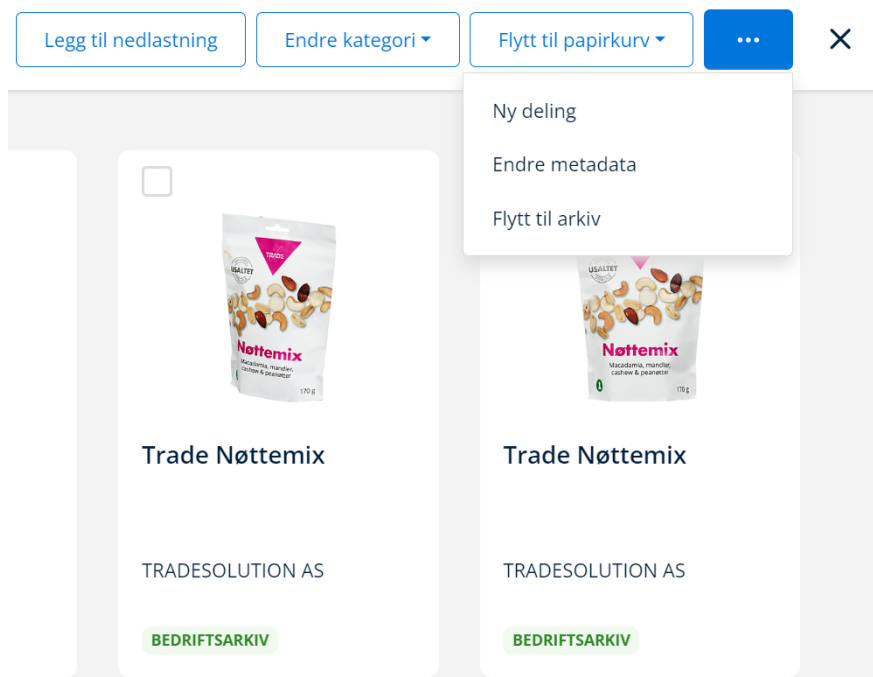 Legg til nedlastning
Endre kategori
Flytt til papirkurv
Ny deling
Endre metadata
Flytt til arkiv
TRADE
USALTET
Nøttemix
Macadamia, mandler,
cashew & peanøtter
170 g
USALTET
Nøttemix
Macadamia, mandler,
cashew & peanøtter
170 g
Trade Nøttemix
Trade Nøttemix
TRADESOLUTION AS
TRADESOLUTION AS
BEDRIFTSARKIV
BEDRIFTSARKIV